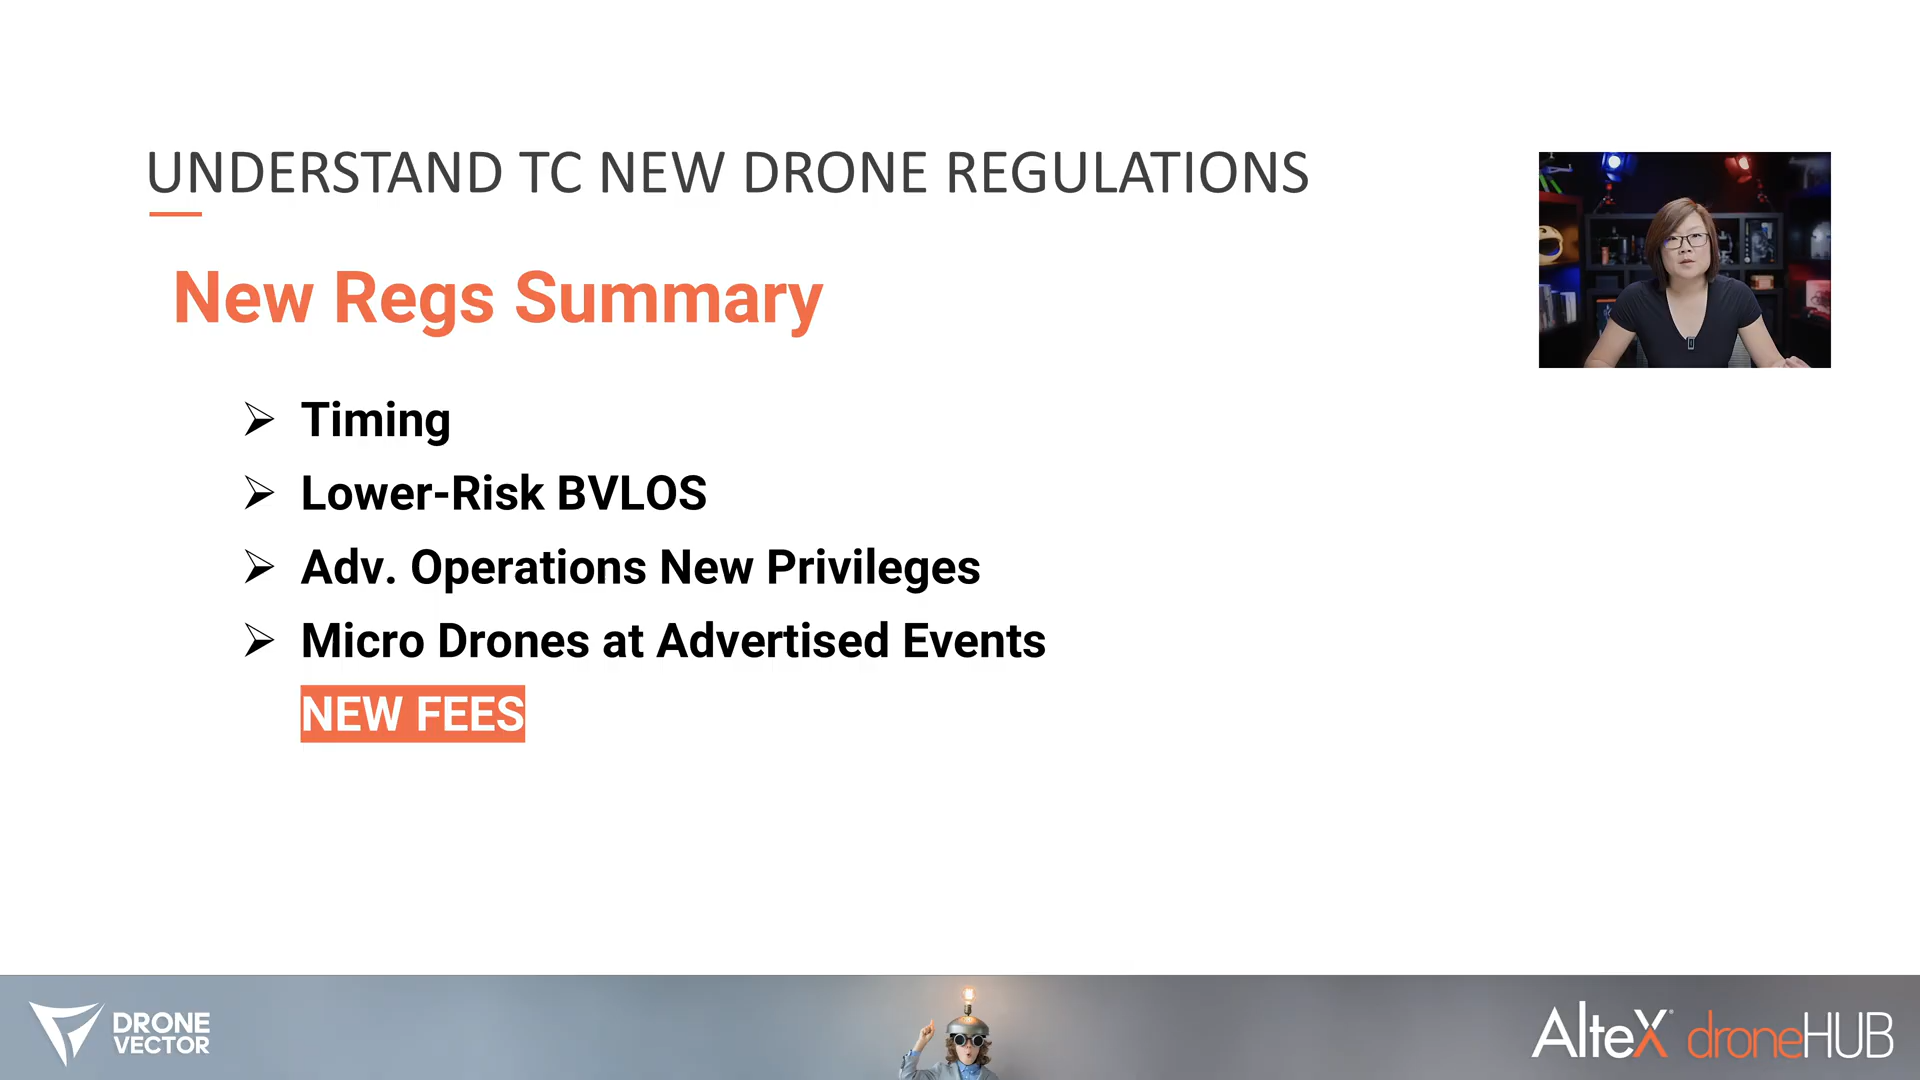 UNDERSTAND TC NEW DRONE REGULATIONS
New Regs Summary
Timing
Lower-Risk BVLOS
Adv. Operations New Privileges
Micro Drones at Advertised Events
NEW FEES
DRONE
VECTOR
AlteX droneHUB